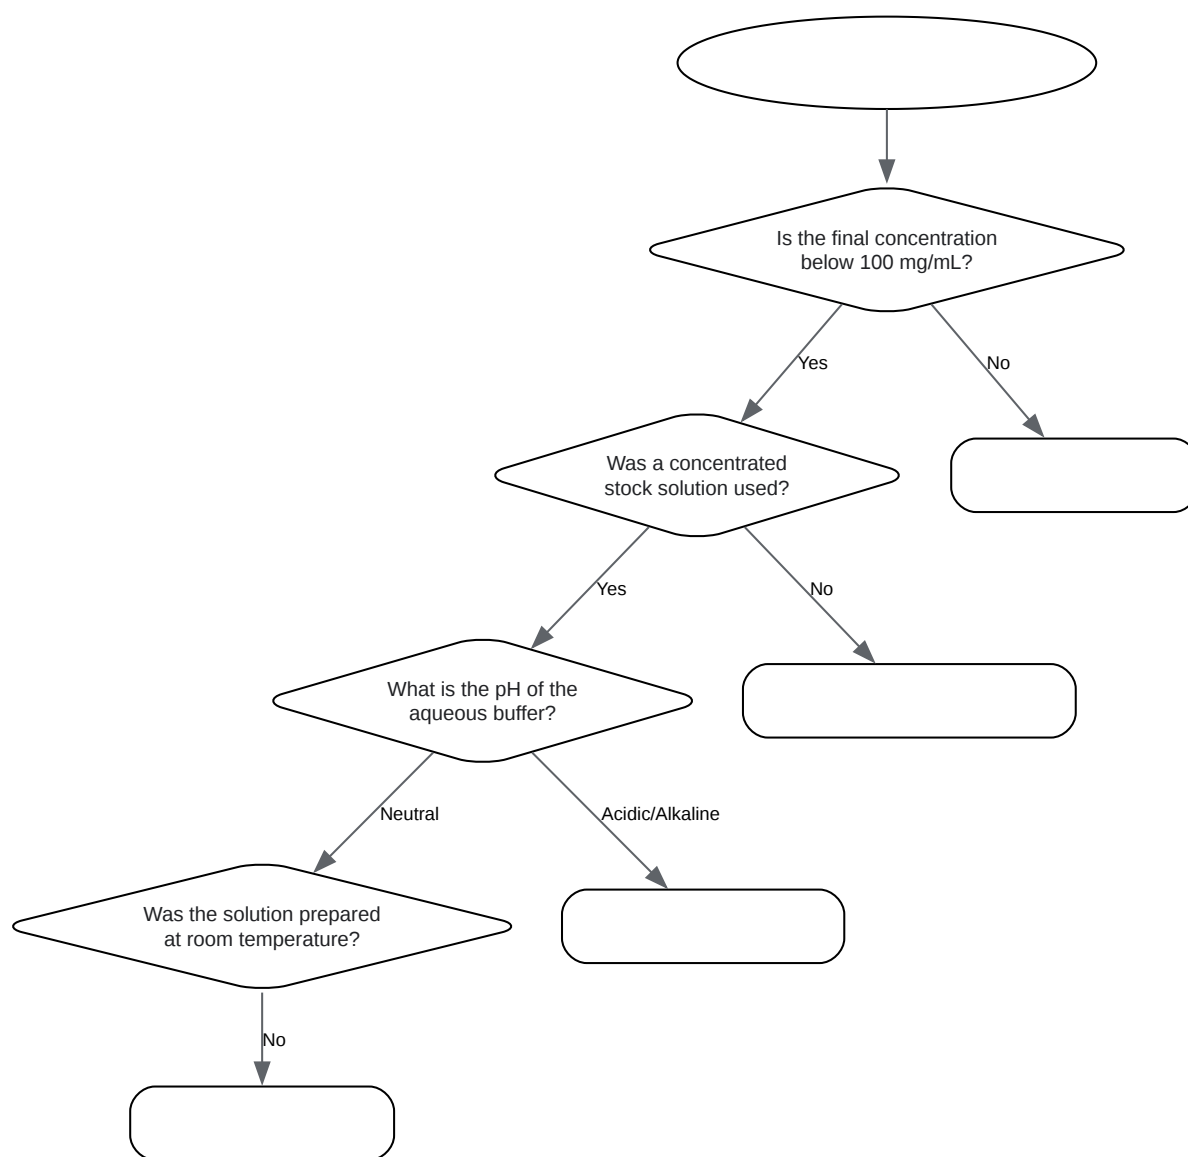 Is the final concentration
below 100 mg/mL?
Yes
No
Was a concentrated
stock solution used?
Yes
No
What is the pH of the
aqueous buffer?
Neutral
Acidic/Alkaline
Was the solution prepared
at room temperature?
No